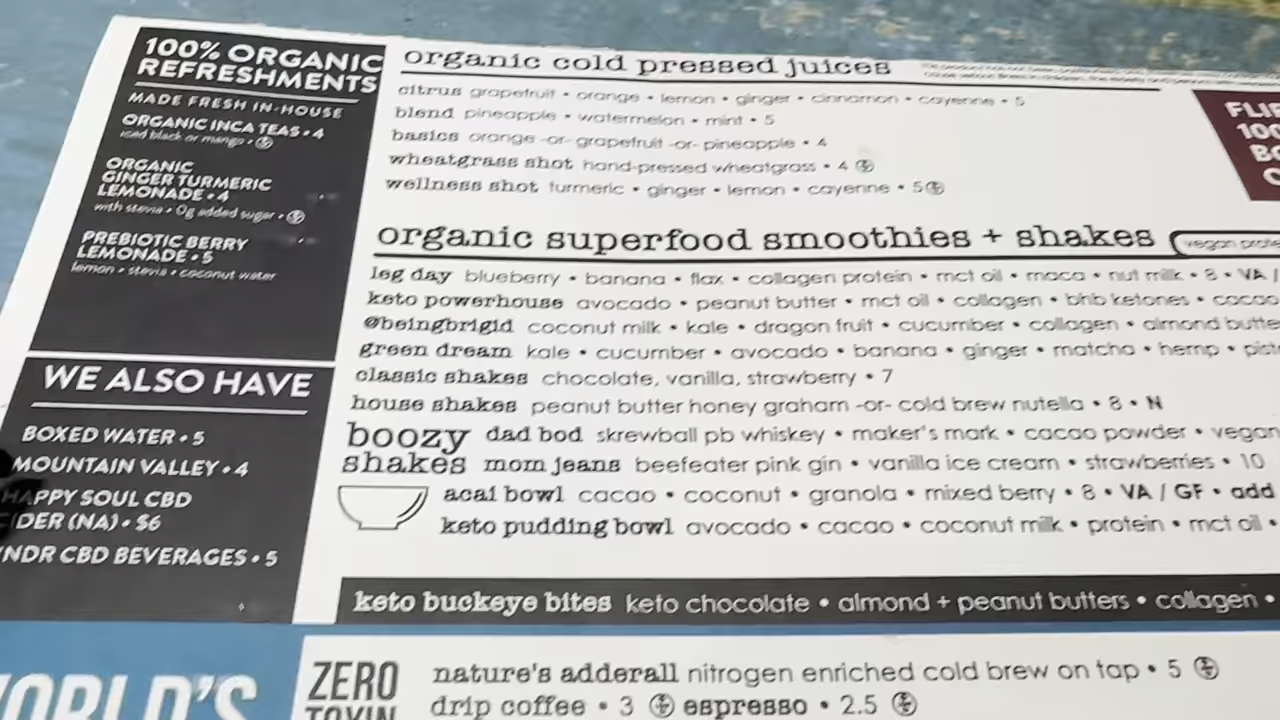 100% ORGANIC
REFRESHMENTS
MADE FRESH IN-HOUSE
ORGANIC INCA TEAS • 4
iced black or mango •
ORGANIC
GINGER TURMERIC
LEMONADE • 4
with stevia • 0g added sugar •
PREBIOTIC BERRY
LEMONADE • 5
lemon • stevia • coconut water
WE ALSO HAVE
BOXED WATER • 5
MOUNTAIN VALLEY • 4
HAPPY SOUL CBD
DER (NA) • $6
NDR CBD BEVERAGES • 5
organic cold pressed juices
citrus grapefruit • orange • lemon • ginger • cinnamon • cayenne • 5
blend pineapple • watermelon • mint • 5
basics orange -or- grapefruit -or- pineapple • 4
wheatgrass shot hand-pressed wheatgrass • 4
wellness shot turmeric • ginger • lemon • cayenne • 5
FLI
100
organic superfood smoothies + shakes
vegan prote
leg day blueberry • banana • flax • collagen protein • mct oil • maca • nut milk • 8 • VA /
keto powerhouse avocado • peanut butter • mct oil • collagen • bhb ketones • cacao
@beingbrigid coconut milk • kale • dragon fruit • cucumber • collagen • almond butte
green dream kale • cucumber • avocado • banana • ginger • matcha • hemp • pist
classic shakes chocolate, vanilla, strawberry • 7
house shakes peanut butter honey graham -or- cold brew nutella • 8 • N
boozy shakes
dad bod skrewball pb whiskey • maker's mark • cacao powder • vegan
mom jeans beefeater pink gin • vanilla ice cream • strawberries • 10
acai bowl cacao • coconut • granola • mixed berry • 8 • VA / GF • add
keto pudding bowl avocado • cacao • coconut milk • protein • mct oil •
keto buckeye bites keto chocolate • almond + peanut butters • collagen •
WORLD'S
ZERO
TOXIN
nature's adderall nitrogen enriched cold brew on tap • 5
drip coffee • 3 espresso • 2.5